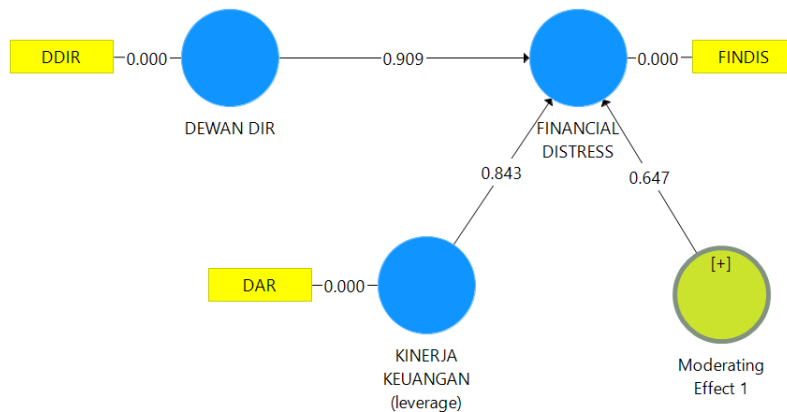 DDIR
0.000
0.909
0.000
FINDIS
DEWAN DIR
FINANCIAL
DISTRESS
0.843
0.647
DAR
0.000
[+]
KINERJA
KEUANGAN
(leverage)
Moderating
Effect 1